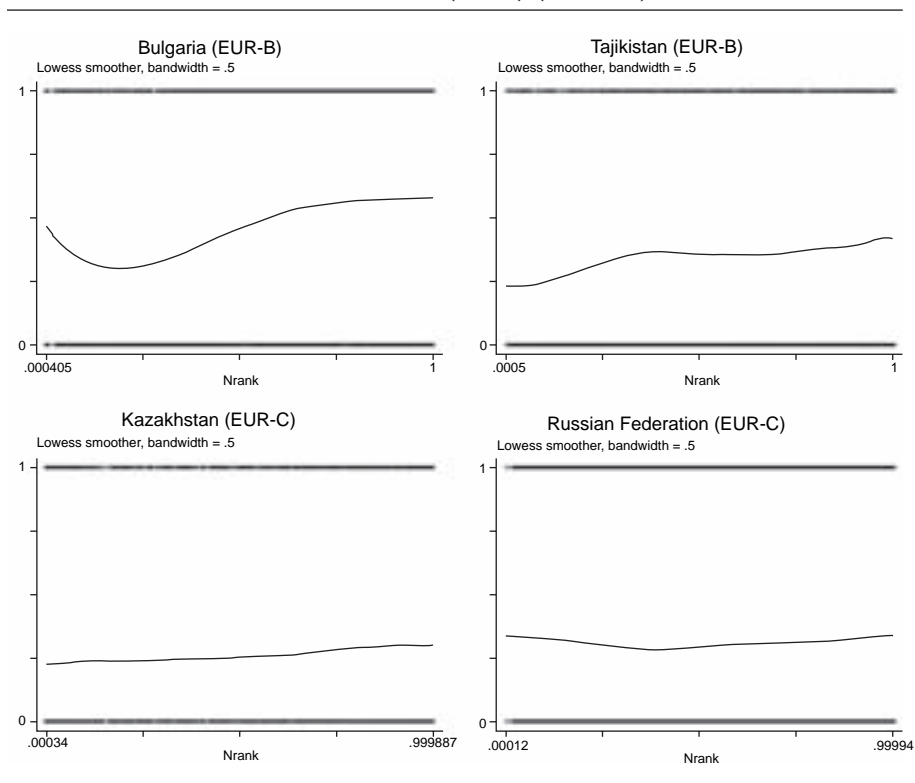 Bulgaria (EUR-B)
Lowess smoother, bandwidth = .5
1
0
.000405
1
Nrank
Tajikistan (EUR-B)
Lowess smoother, bandwidth = .5
1
0
.0005
1
Nrank
Kazakhstan (EUR-C)
Lowess smoother, bandwidth = .5
1
0
.00034
.999887
Nrank
Russian Federation (EUR-C)
Lowess smoother, bandwidth = .5
1
0
.00012
.99994
Nrank